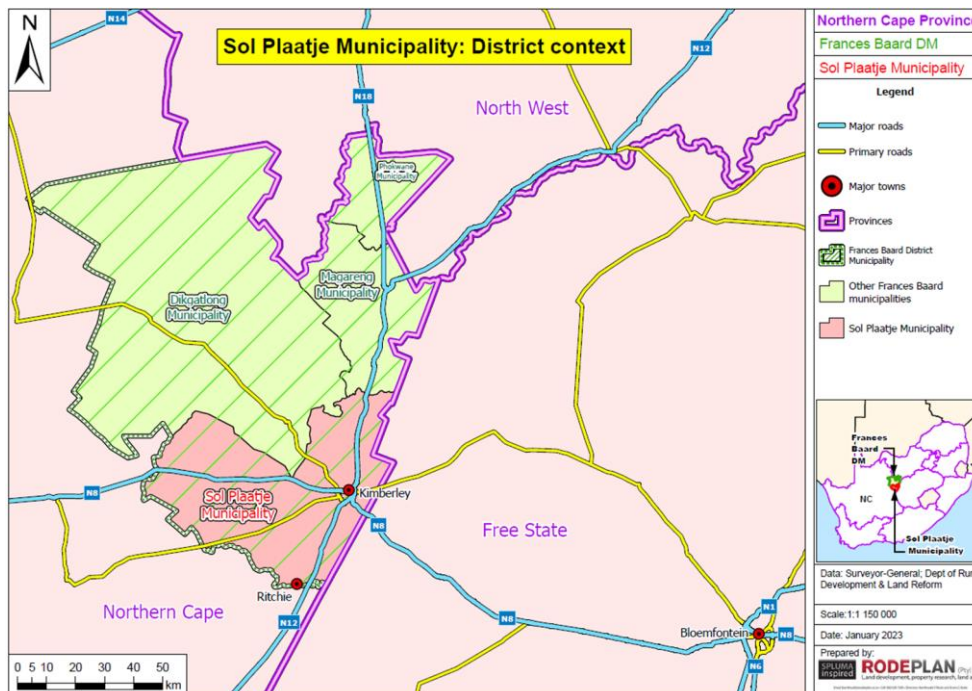 N14
N
Sol Plaatje Municipality: District context
N12
N18
North West
Phokwane
Municipality
Magareng
Municipality
Dikgatlong
Municipality
N8
Sol Plaatje
Municipality
Kimberley
N8
Free State
Ritchie
Northern Cape
N12
N8
Bloemfontein
N1
N8
N6
0 5 10 20 30 40 50
km
Northern Cape Provinc
Frances Baard DM
Sol Plaatje Municipality
Legend
Major roads
Primary roads
Major towns
Provinces
Frances Baard District
Municipality
Other Frances Baard
municipalities
Sol Plaatje Municipality
Frances
Baard
DM
NC
Sol Plaatje
Municipality
Data: Surveyor-General; Dept of Rur
Development & Land Reform
Scale:1:1 150 000
Date: January 2023
Prepared by:
SPLUMA
inspired
RODEPLAN (Pty)
Land development, property research, land a